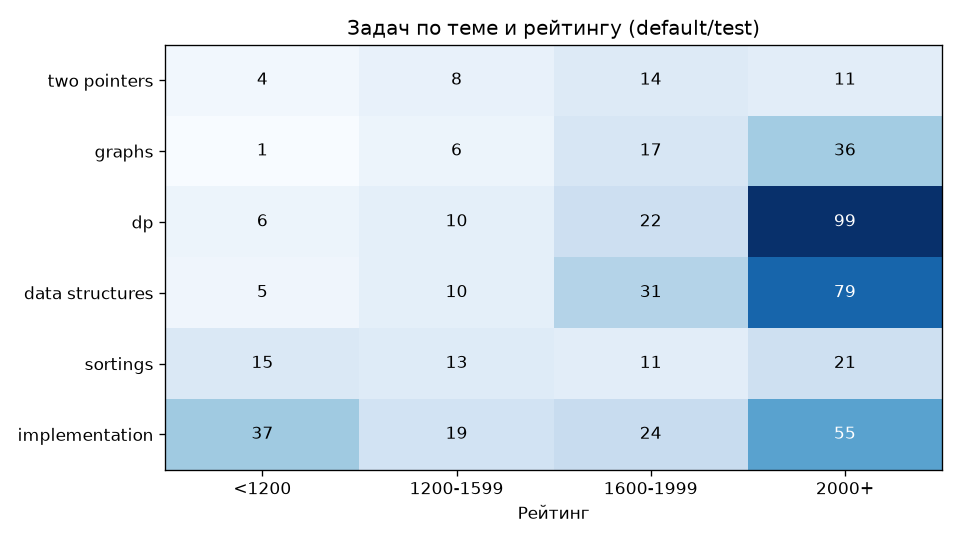 Задач по теме и рейтингу (default/test)
two pointers 4 8 14 11
graphs 1 6 17 36
dp 6 10 22 99
data structures 5 10 31 79
sortings 15 13 11 21
implementation 37 19 24 55
<1200 1200-1599 1600-1999 2000+
Рейтинг